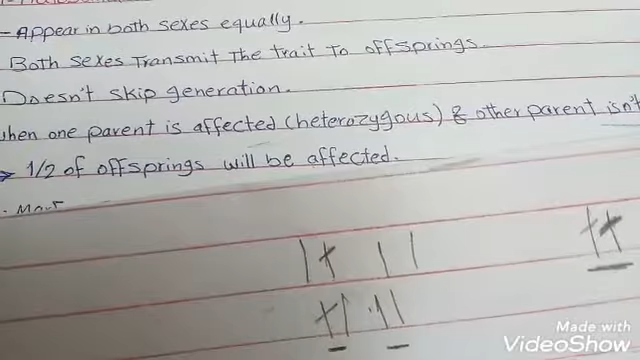 - Appear in both sexes equally.
Both sexes Transmit The trait To offsprings.
Doesn't skip generation.
when one parent is affected (heterozygous) & other parent isn't
→ 1/2 of offsprings will be affected.
Made with
VideoShow